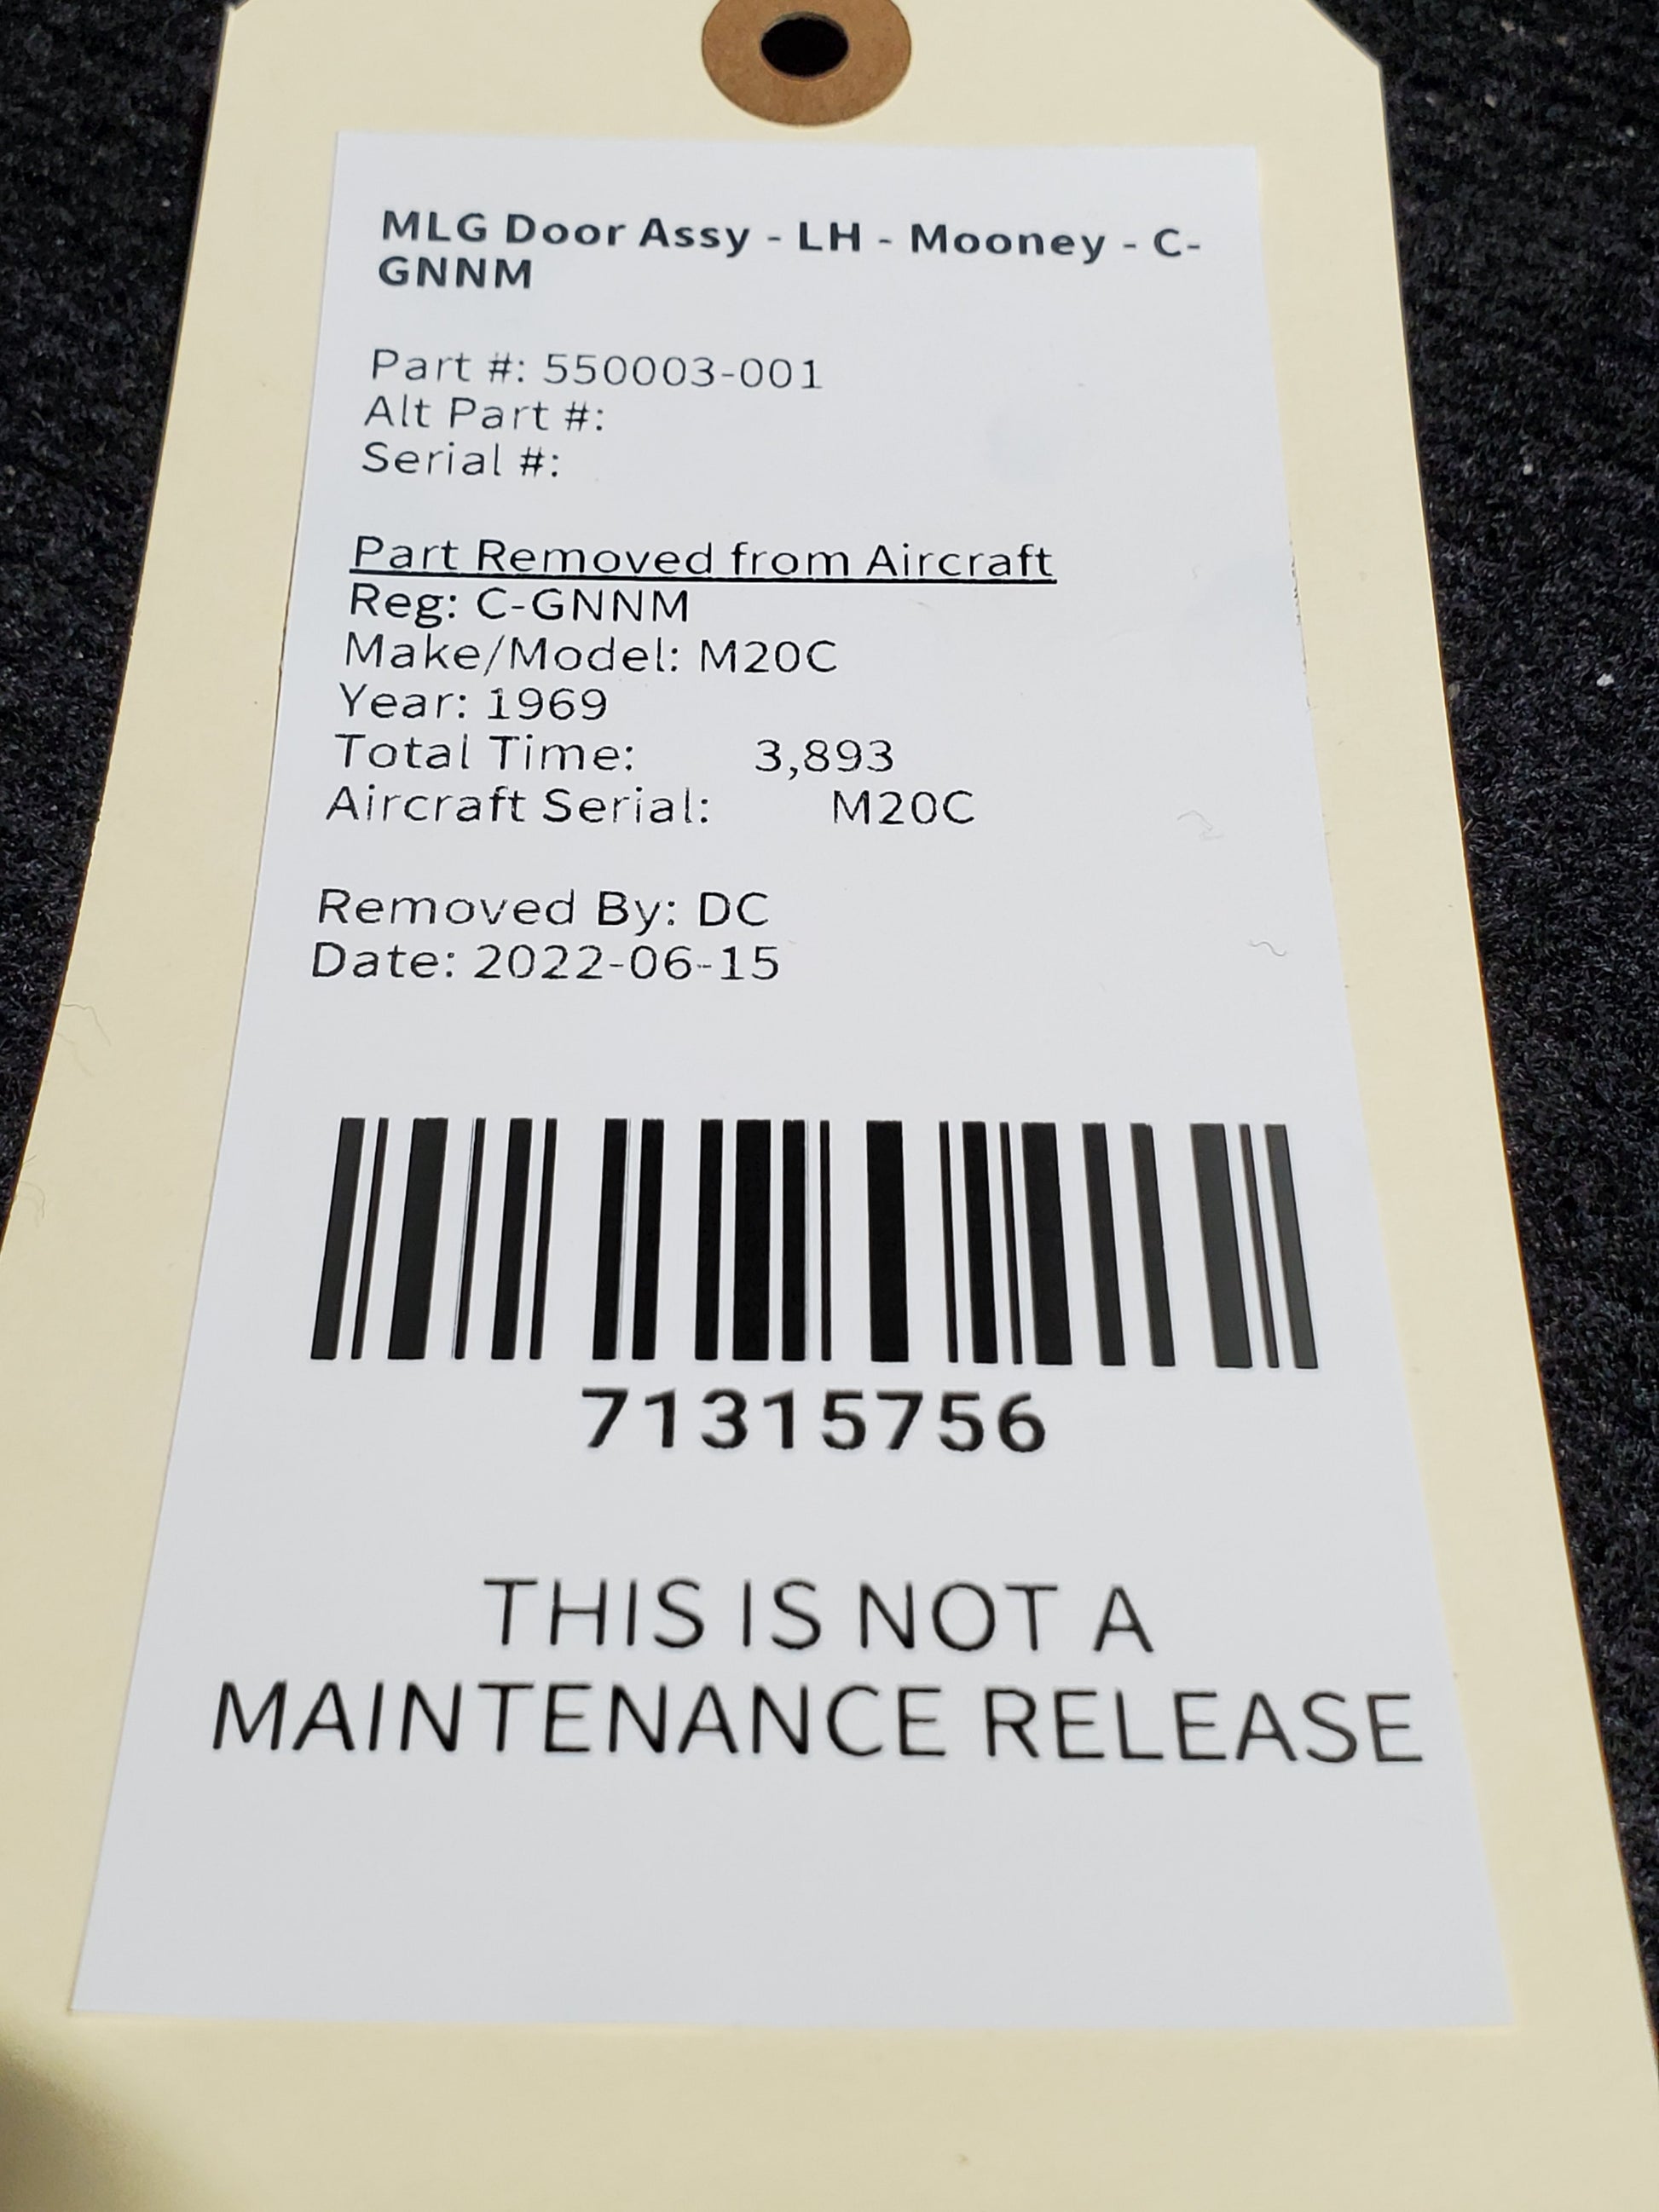 MLG Door Assy - LH - Mooney - C-
GNNM
Part #: 550003-001
Alt Part #:
Serial #:
Part Removed from Aircraft
Reg: C-GNNM
Make/Model: M20C
Year: 1969
Total Time: 3,893
Aircraft Serial: M20C
Removed By: DC
Date: 2022-06-15
71315756
THIS IS NOT A
MAINTENANCE RELEASE